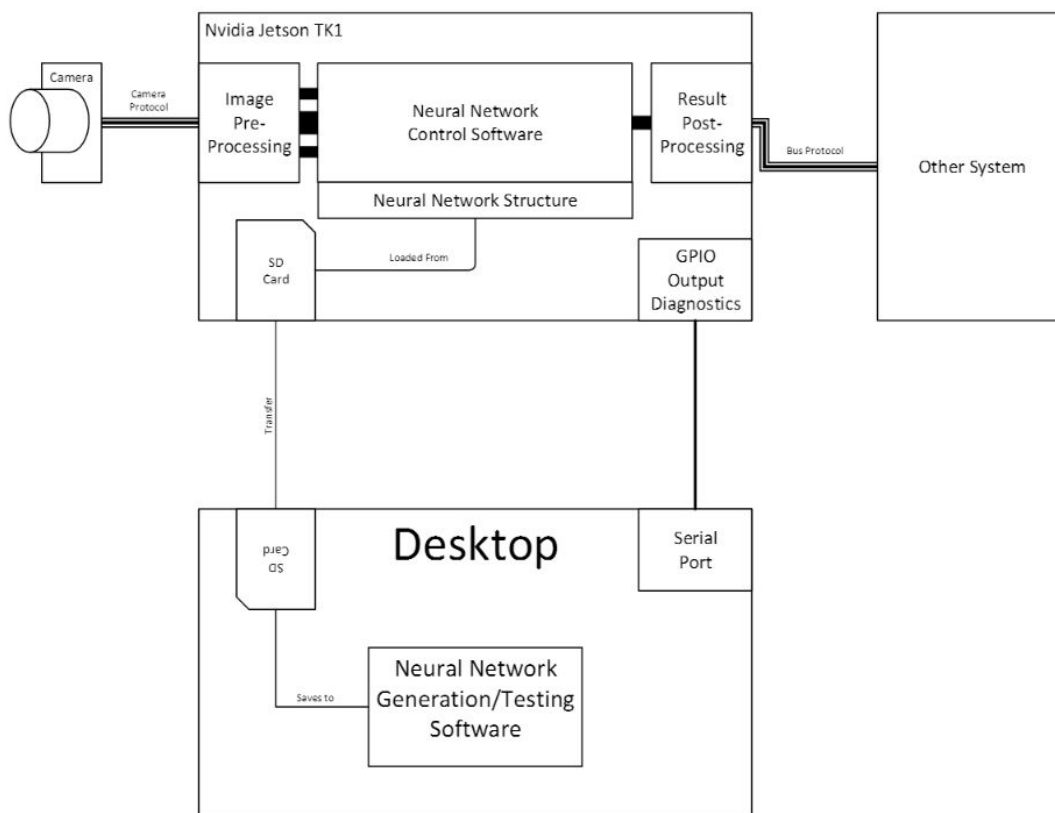 Nvidia Jetson TK1
Camera
Camera
Protocol
Image
Pre-
Processing
Neural Network
Control Software
Result
Post-
Processing
Bus Protocol
Other System
Neural Network Structure
SD
Card
Loaded From
GPIO
Output
Diagnostics
Transfer
SD
Card
Desktop
Serial
Port
Saves to
Neural Network
Generation/Testing
Software